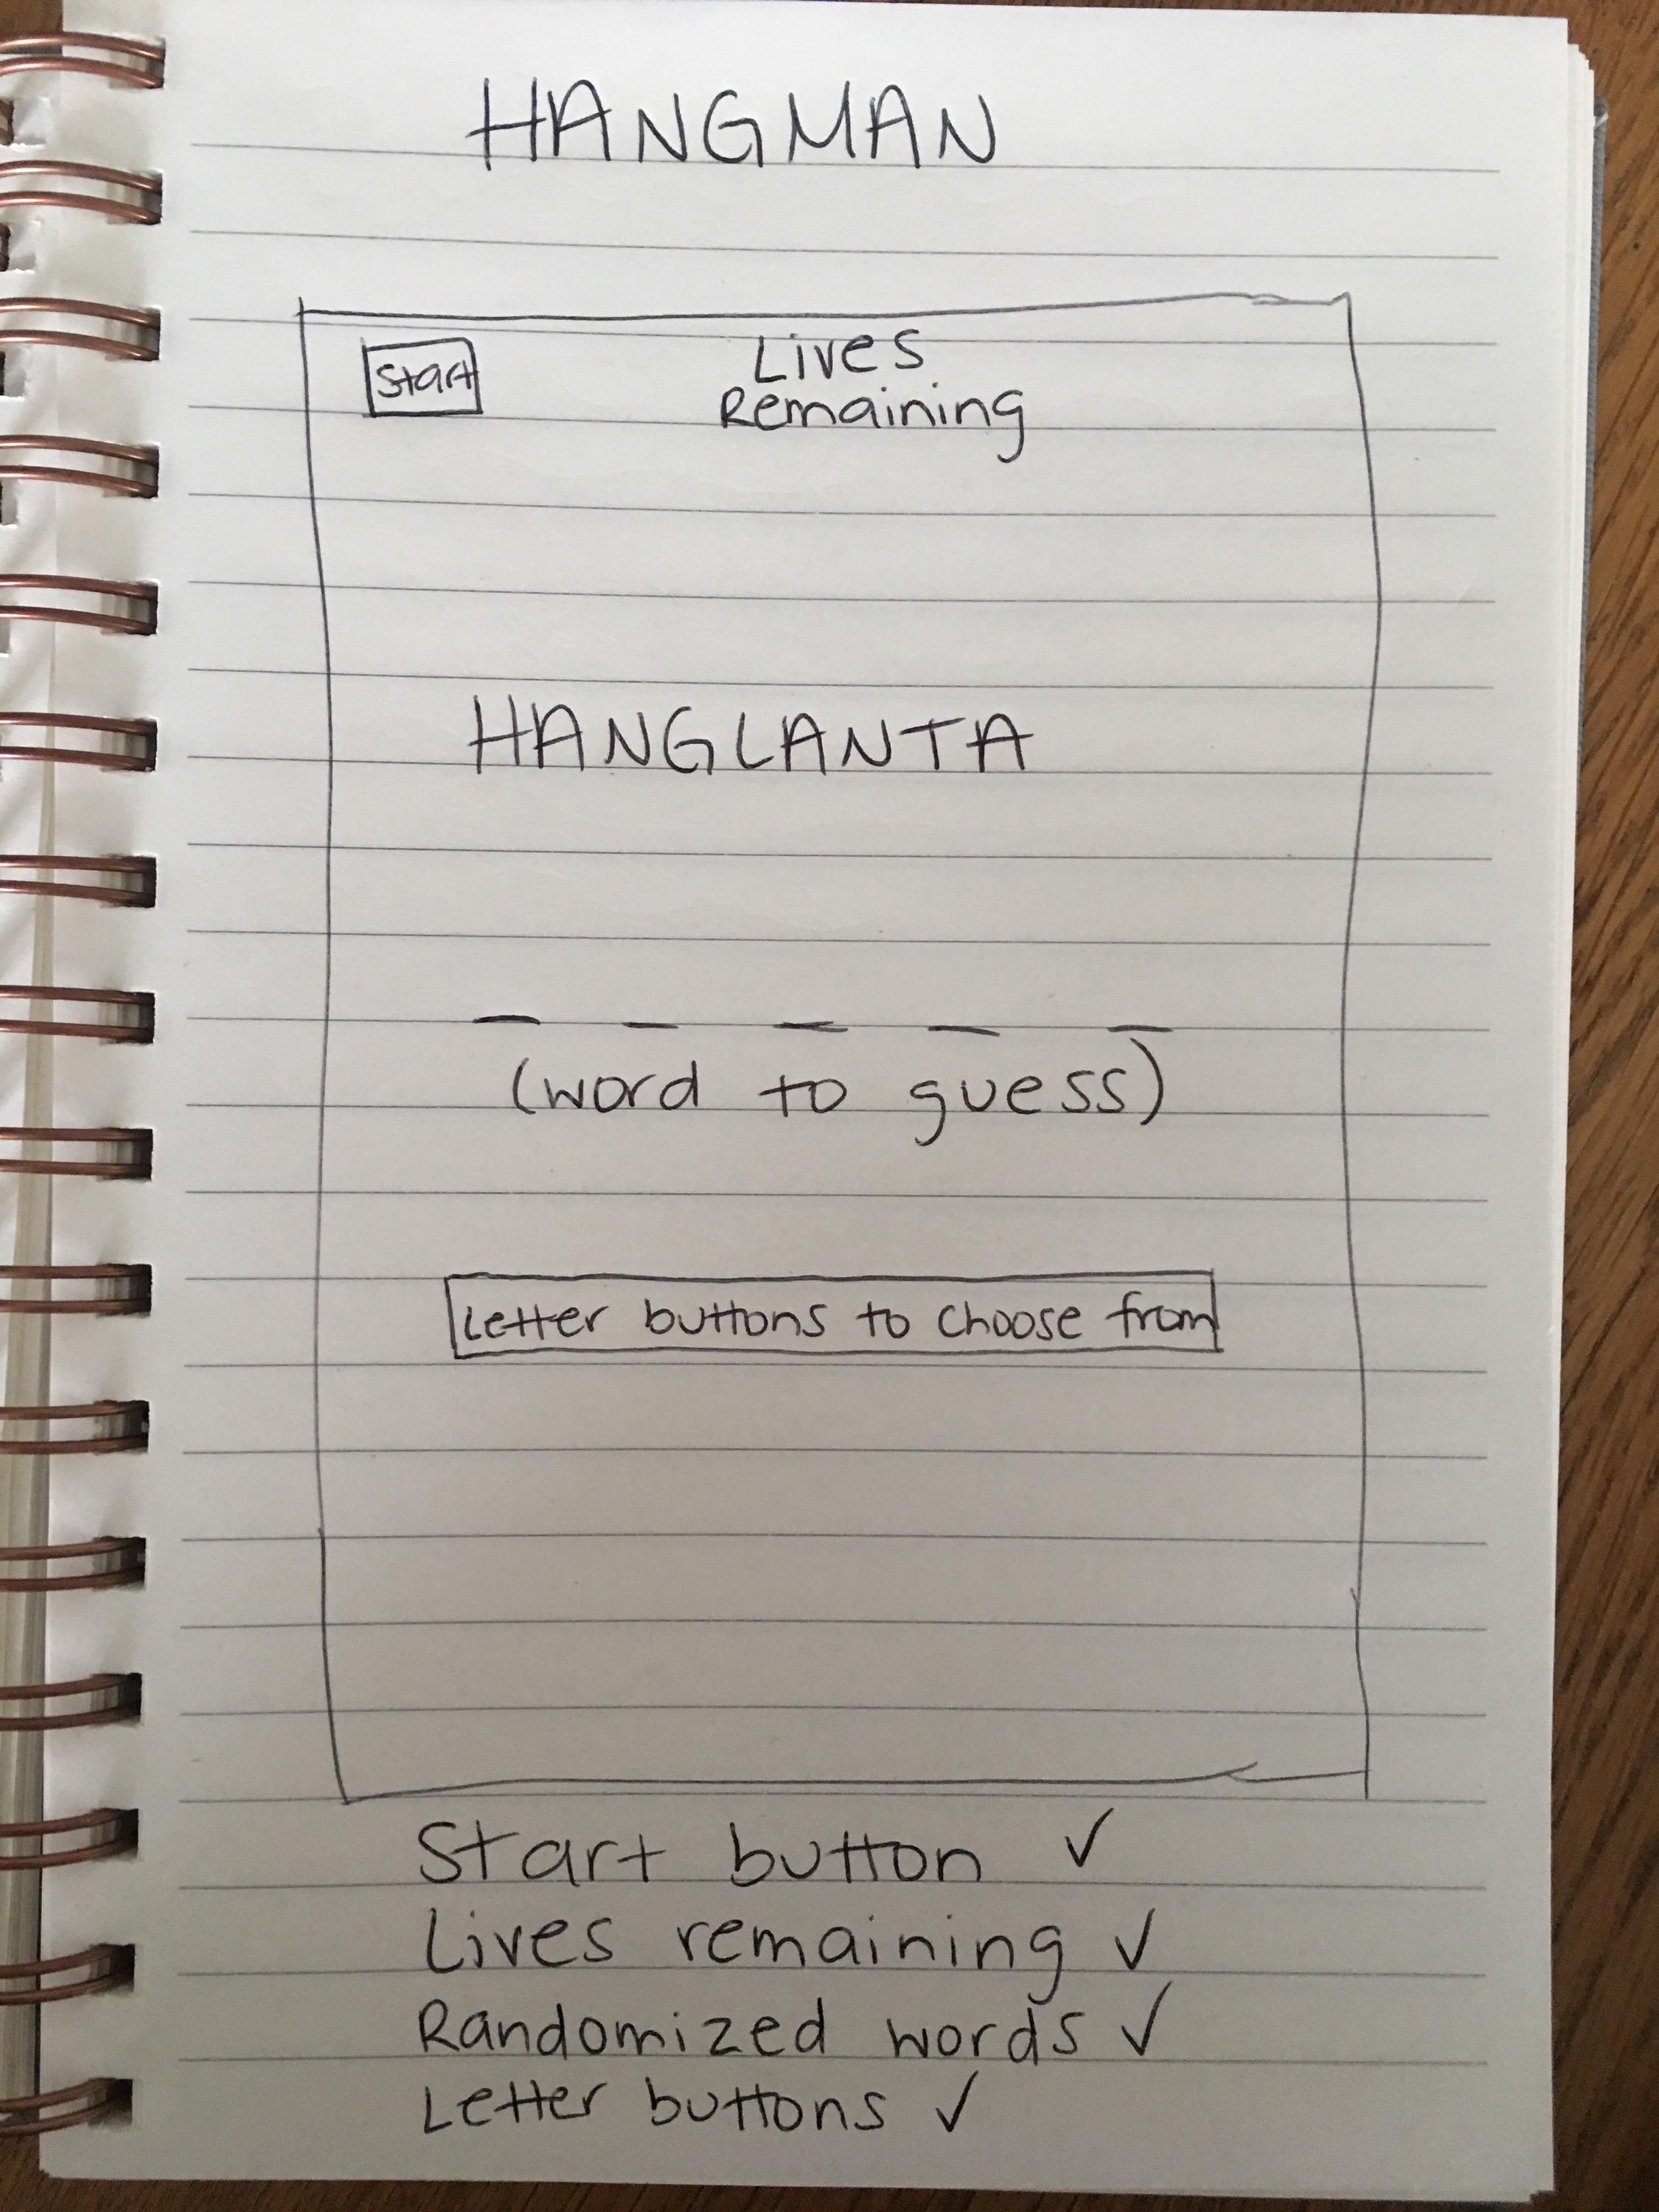 HANGMAN
Start
Lives
Remaining
HANGLANTA
_ _ _ _ _
(word to guess)
Letter buttons to choose from
Start button ✓
Lives remaining ✓
Randomized words ✓
Letter buttons ✓